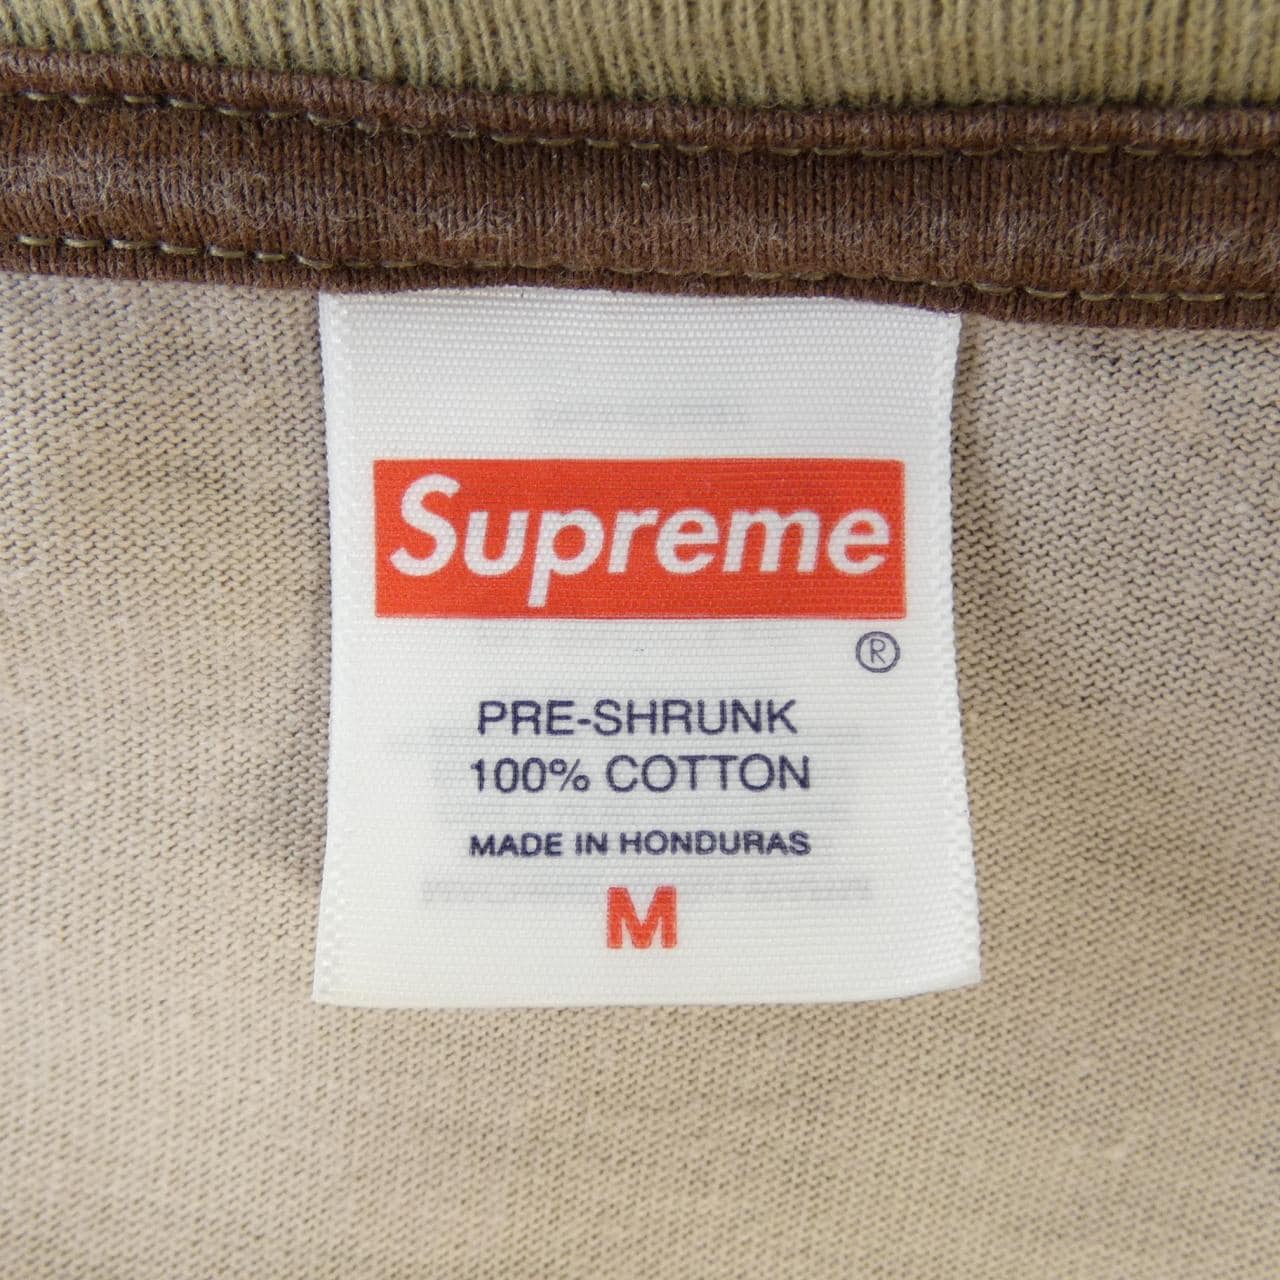 Supreme
®
PRE-SHRUNK
100% COTTON
MADE IN HONDURAS
M